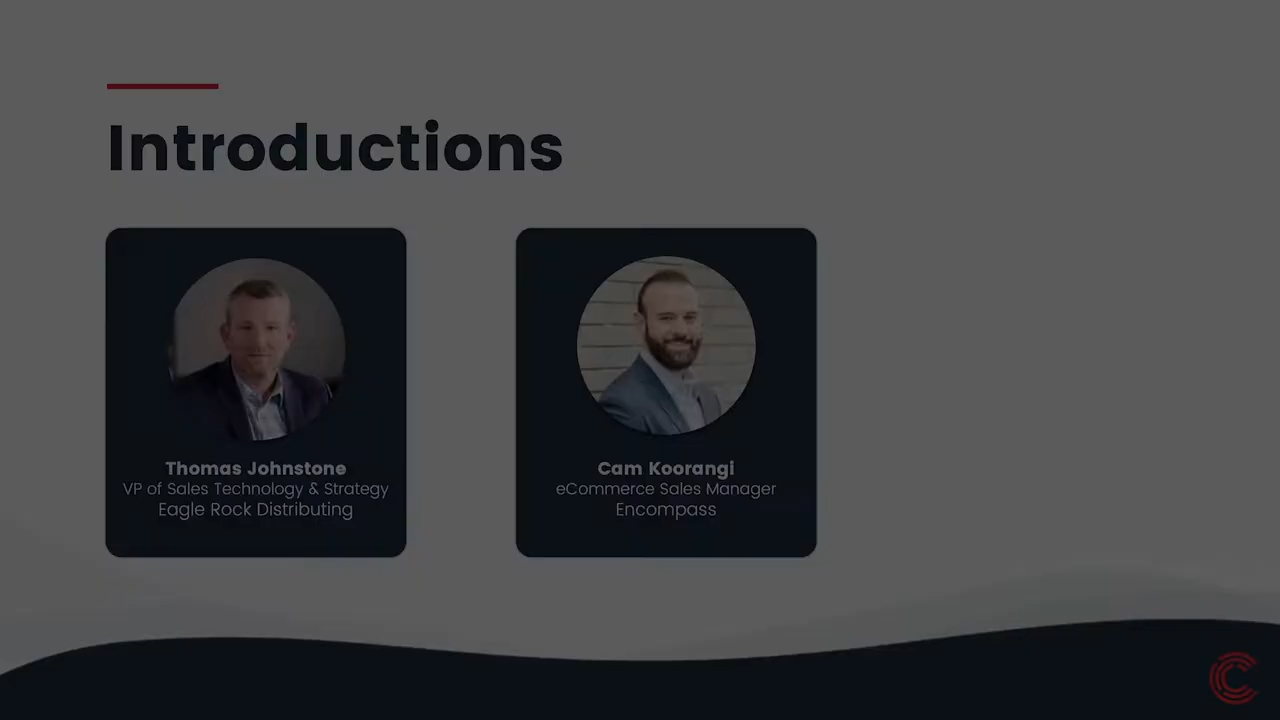 Introductions
Thomas Johnstone
VP of Sales Technology & Strategy
Eagle Rock Distributing
Cam Koorangi
eCommerce Sales Manager
Encompass